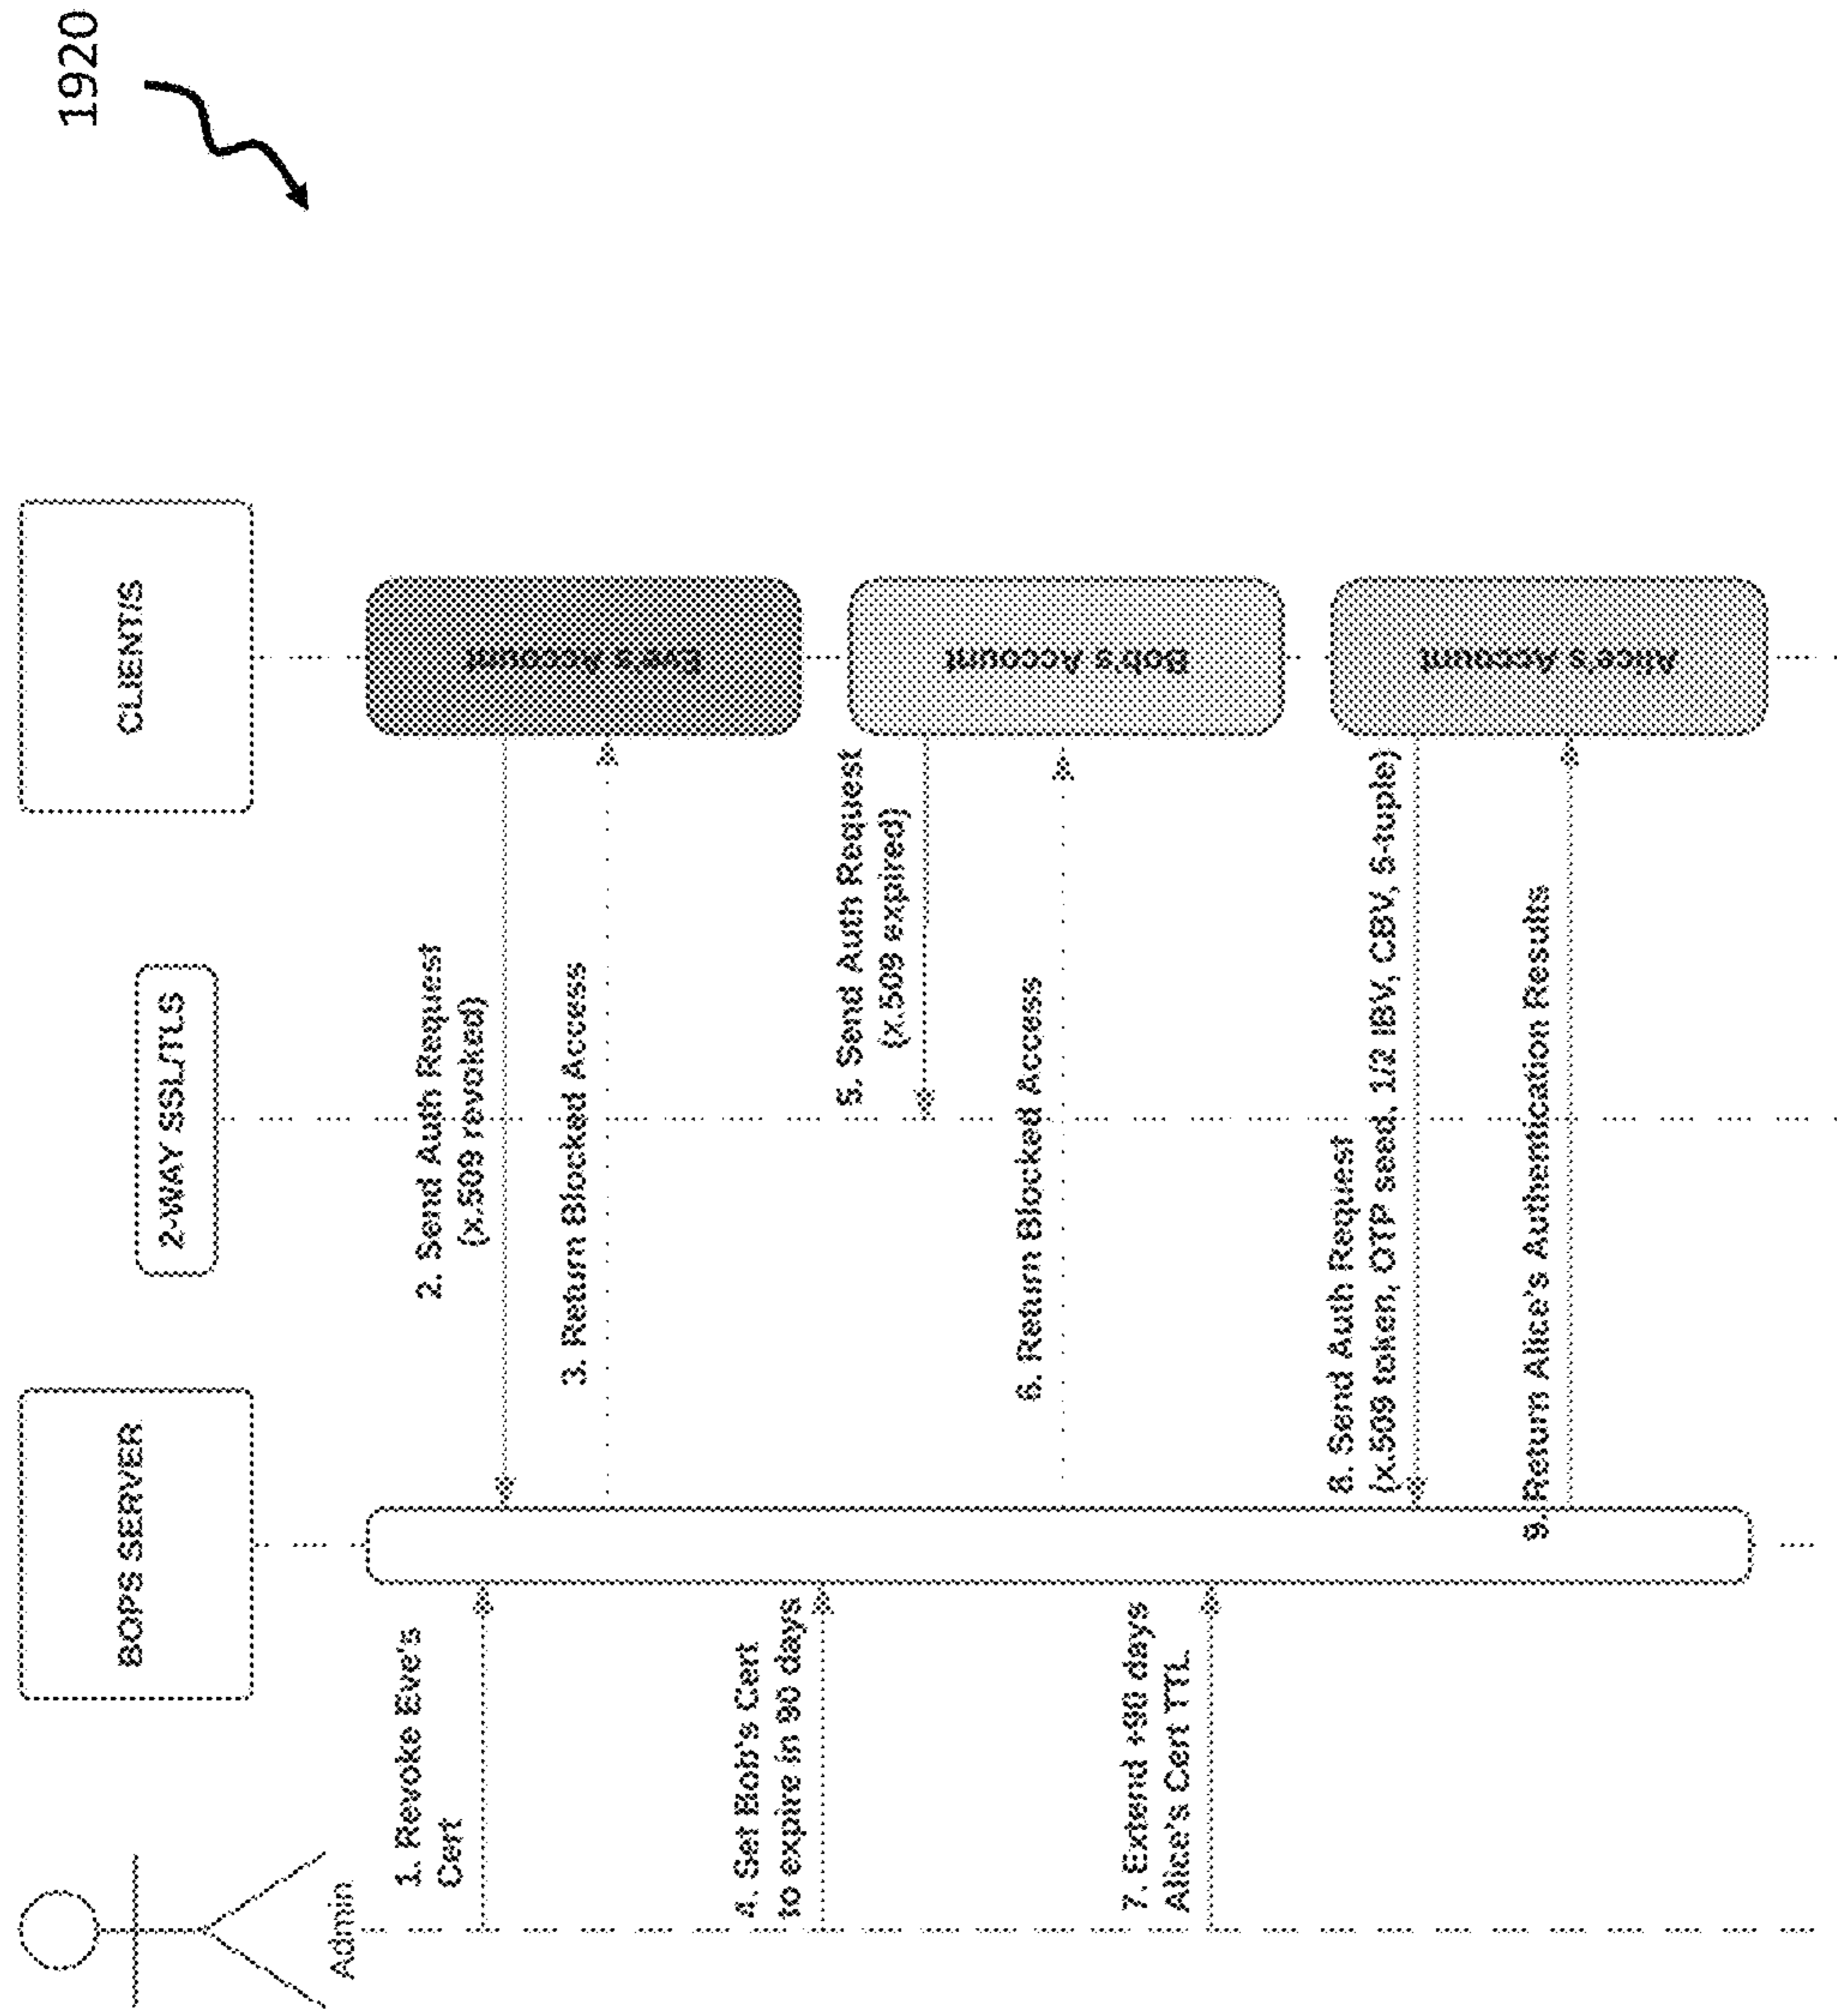 1920
Admin
BOPS SERVER
2-WAY SSL/TLS
CLIENT/S
1. Revoke Eve's
Cert
2. Send Auth Request
(x.509 revoked)
3. Return Blocked Access
Eve's Account
4. Set Bob's Cert
to expire in 90 days
5. Send Auth Request
(x.509 expired)
6. Return Blocked Access
Bob's Account
7. Extend +90 days
Alice's Cert TTL
8. Send Auth Request
(x.509 token, OTP seed, 1/2 IBV, CBV, 5-tuple)
9. Return Alice's Authentication Results
Alice's Account